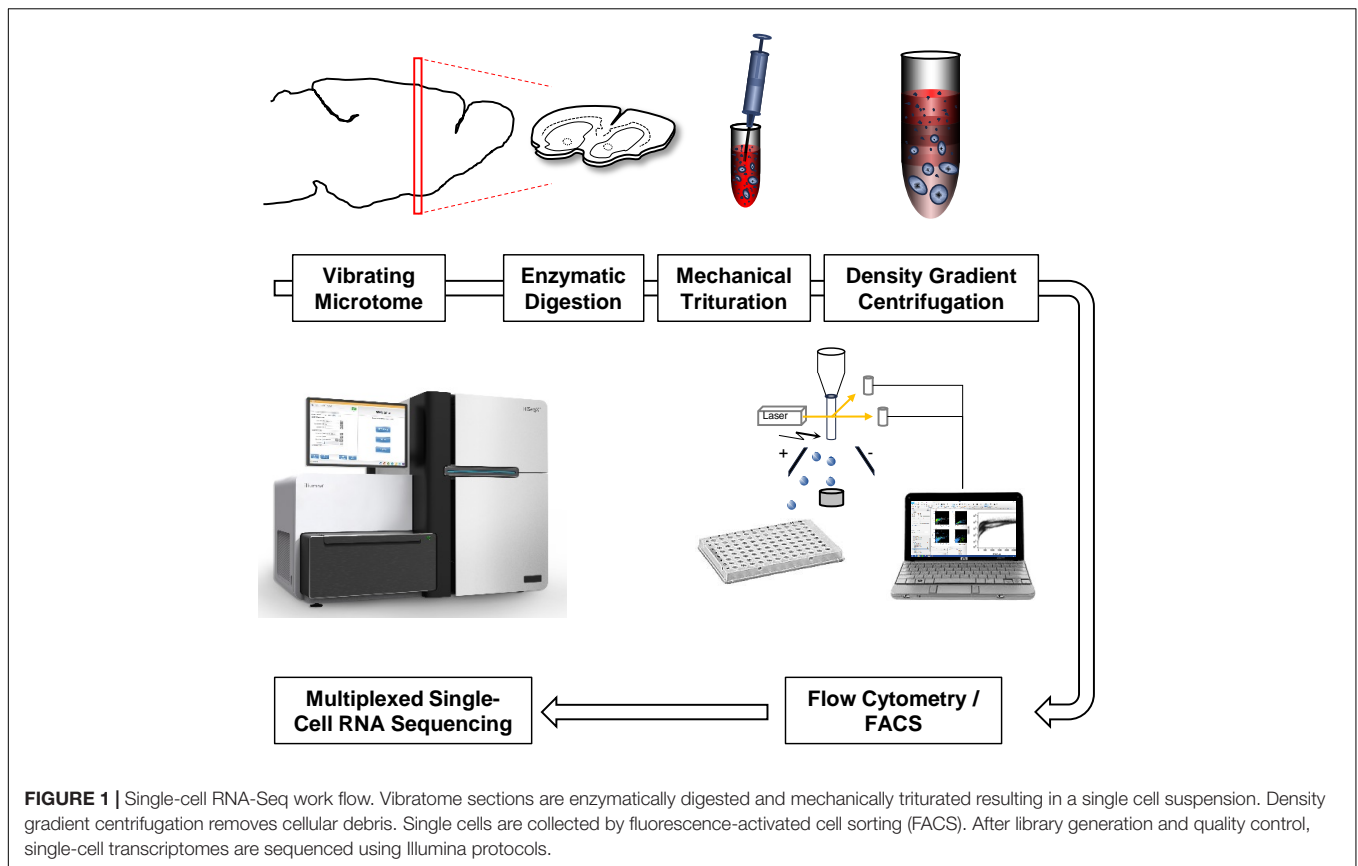 Vibrating
Microtome
Enzymatic
Digestion
Mechanical
Trituration
Density Gradient
Centrifugation
Laser
+
-
Multiplexed Single-
Cell RNA Sequencing
Flow Cytometry /
FACS
FIGURE 1 | Single-cell RNA-Seq work flow. Vibratome sections are enzymatically digested and mechanically triturated resulting in a single cell suspension. Density
gradient centrifugation removes cellular debris. Single cells are collected by fluorescence-activated cell sorting (FACS). After library generation and quality control,
single-cell transcriptomes are sequenced using Illumina protocols.